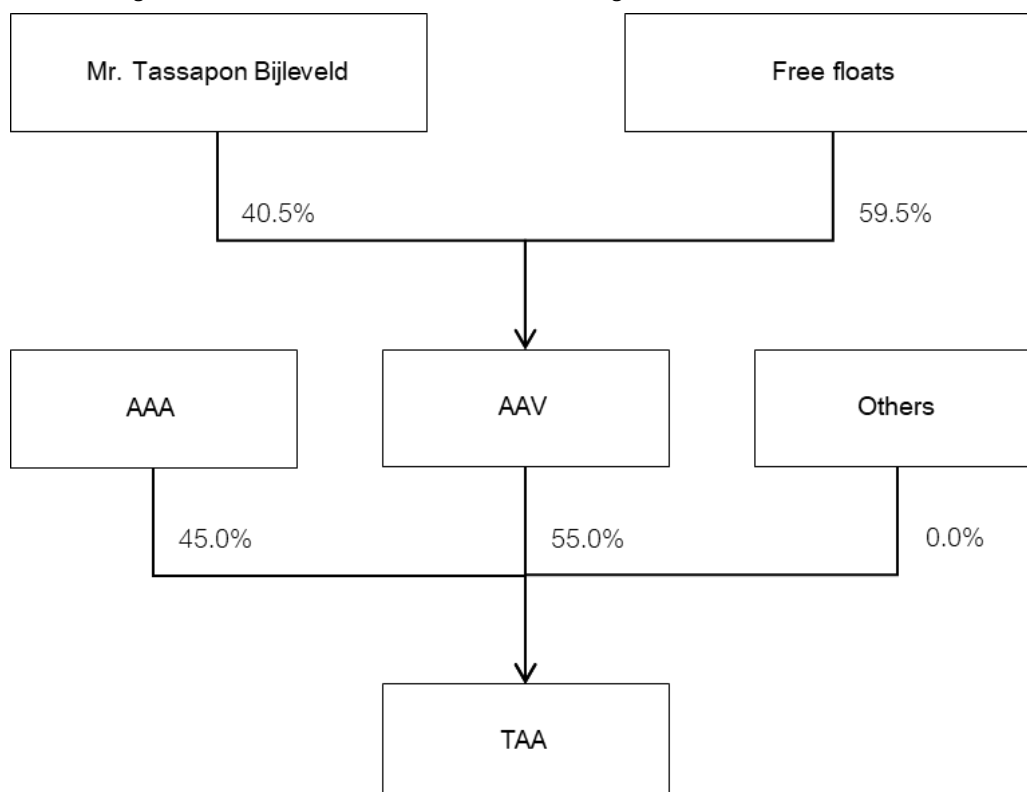 Mr. Tassapon Bijleveld
Free floats
40.5%
59.5%
AAA
AAV
Others
45.0%
55.0%
0.0%
TAA